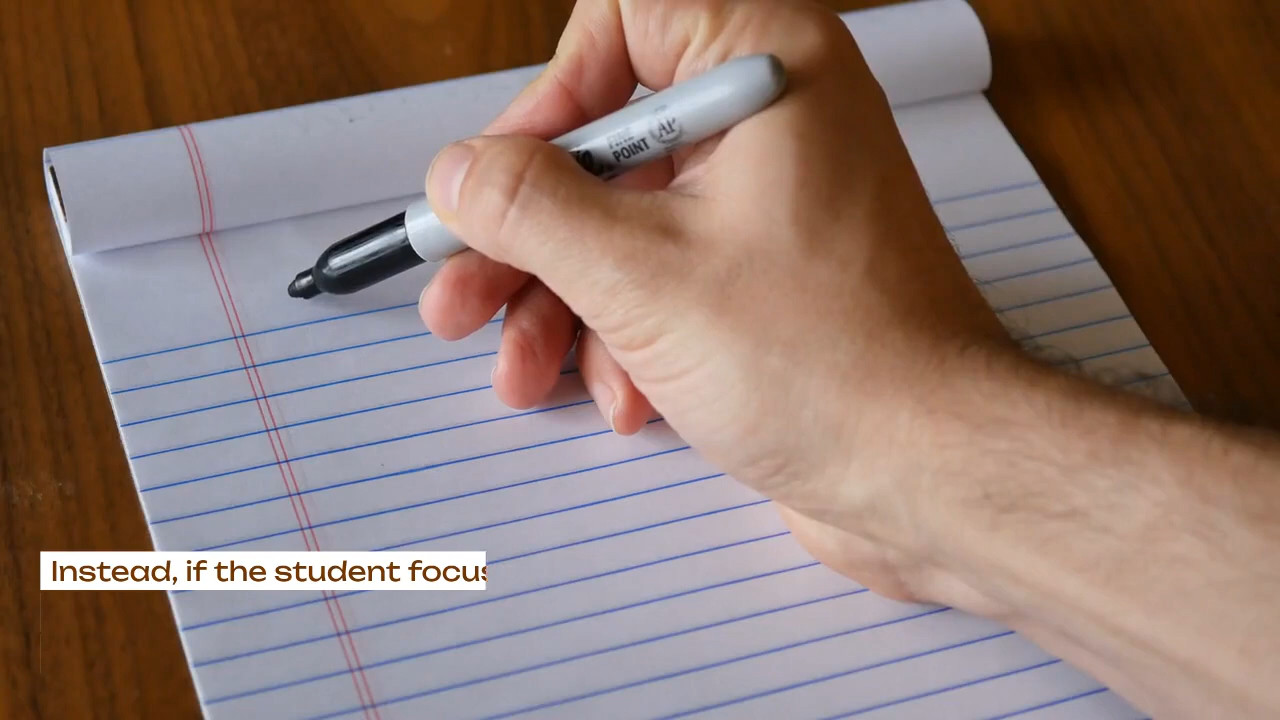 FINE
POINT
AP
Instead, if the student focus